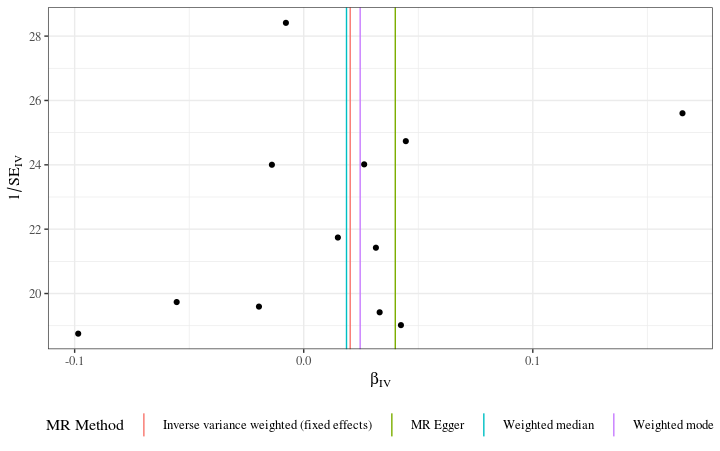 28
26
24
22
20
1/SE_IV
-0.1
0.0
0.1
β_IV
MR Method
Inverse variance weighted (fixed effects)
MR Egger
Weighted median
Weighted mode